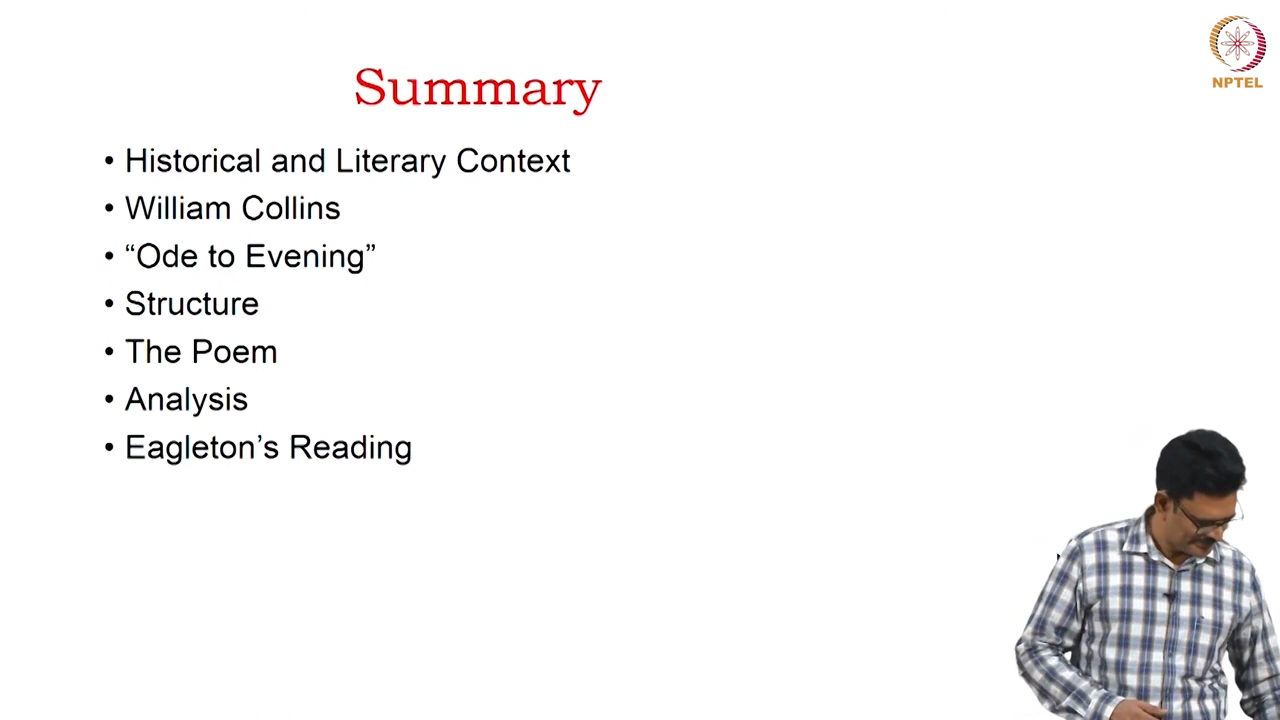 NPTEL
Summary
• Historical and Literary Context
• William Collins
• “Ode to Evening”
• Structure
• The Poem
• Analysis
• Eagleton’s Reading